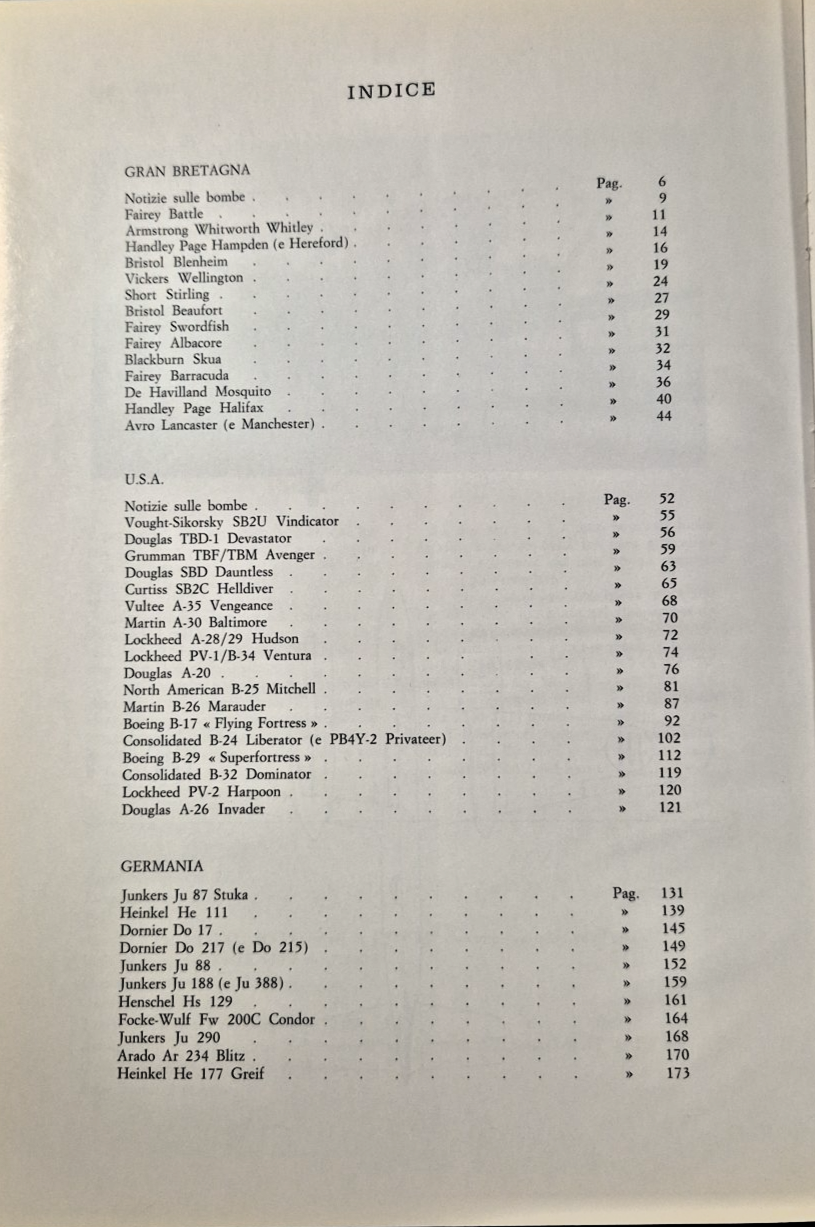 INDICE
GRAN BRETAGNA
Notizie sulle bombe . . . . . . . . . . Pag. 6
Fairey Battle . . . . . . . . . . » 9
Armstrong Whitworth Whitley . . . . . . . . » 11
Handley Page Hampden (e Hereford) . . . . . . . » 14
Bristol Blenheim . . . . . . . . . . » 16
Vickers Wellington . . . . . . . . . . » 19
Short Stirling . . . . . . . . . . . » 24
Bristol Beaufort . . . . . . . . . . » 27
Fairey Swordfish . . . . . . . . . . » 29
Fairey Albacore . . . . . . . . . . » 31
Blackburn Skua . . . . . . . . . . » 32
Fairey Barracuda . . . . . . . . . . » 34
De Havilland Mosquito . . . . . . . . . » 36
Handley Page Halifax . . . . . . . . . » 40
Avro Lancaster (e Manchester) . . . . . . . . » 44
U.S.A.
Notizie sulle bombe . . . . . . . . . . Pag. 52
Vought-Sikorsky SB2U Vindicator . . . . . . . » 55
Douglas TBD-1 Devastator . . . . . . . . » 56
Grumman TBF/TBM Avenger . . . . . . . . » 59
Douglas SBD Dauntless . . . . . . . . . » 63
Curtiss SB2C Helldiver . . . . . . . . . » 65
Vultee A-35 Vengeance . . . . . . . . . » 68
Martin A-30 Baltimore . . . . . . . . . » 70
Lockheed A-28/29 Hudson . . . . . . . . » 72
Lockheed PV-1/B-34 Ventura . . . . . . . . » 74
Douglas A-20 . . . . . . . . . . . » 76
North American B-25 Mitchell . . . . . . . . » 81
Martin B-26 Marauder . . . . . . . . . » 87
Boeing B-17 « Flying Fortress » . . . . . . . . » 92
Consolidated B-24 Liberator (e PB4Y-2 Privateer) . . . . » 102
Boeing B-29 « Superfortress » . . . . . . . . » 112
Consolidated B-32 Dominator . . . . . . . . » 119
Lockheed PV-2 Harpoon . . . . . . . . . » 120
Douglas A-26 Invader . . . . . . . . . » 121
GERMANIA
Junkers Ju 87 Stuka . . . . . . . . . . Pag. 131
Heinkel He 111 . . . . . . . . . . » 139
Dornier Do 17 . . . . . . . . . . . » 145
Dornier Do 217 (e Do 215) . . . . . . . . » 149
Junkers Ju 88 . . . . . . . . . . . » 152
Junkers Ju 188 (e Ju 388) . . . . . . . . . » 159
Henschel Hs 129 . . . . . . . . . . » 161
Focke-Wulf Fw 200C Condor . . . . . . . . » 164
Junkers Ju 290 . . . . . . . . . . » 168
Arado Ar 234 Blitz . . . . . . . . . . » 170
Heinkel He 177 Greif . . . . . . . . . » 173